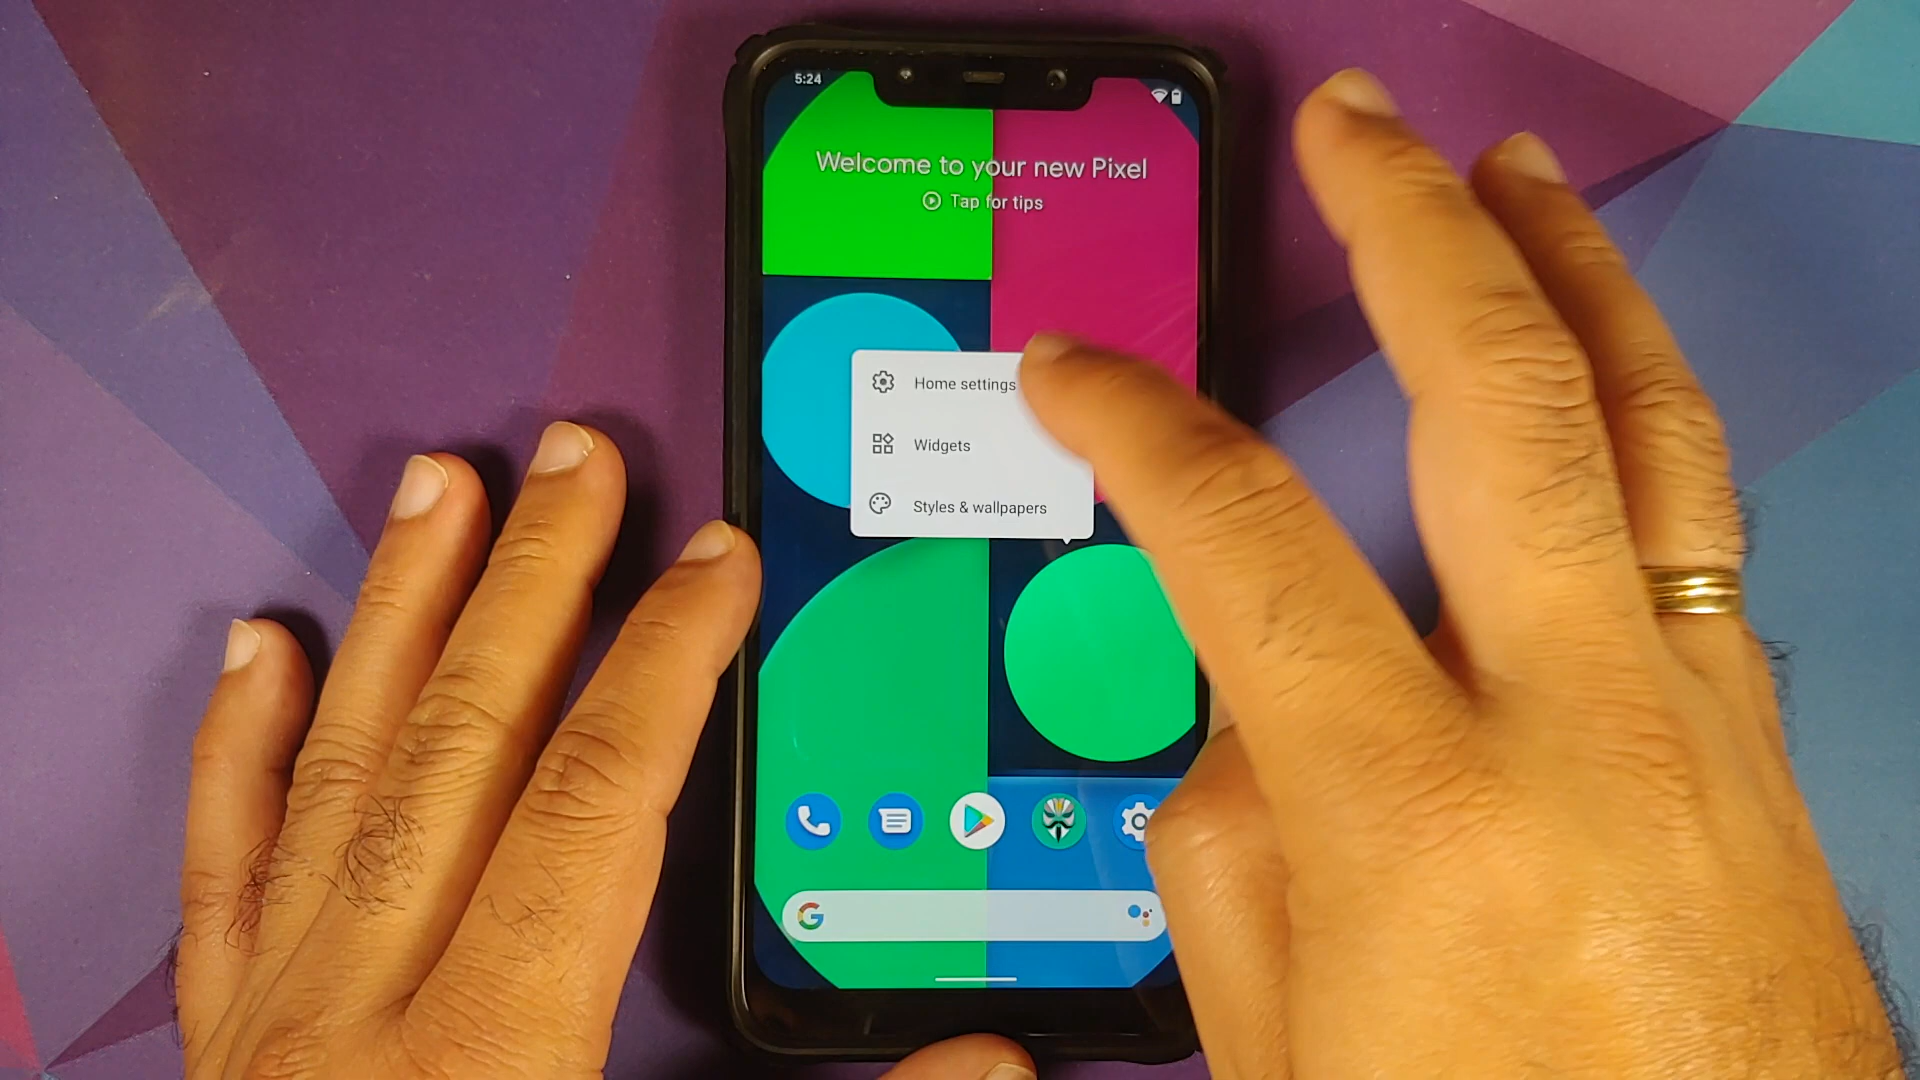 5:24
Welcome to your new Pixel
Tap for tips
Home settings
Widgets
Styles & wallpapers
G